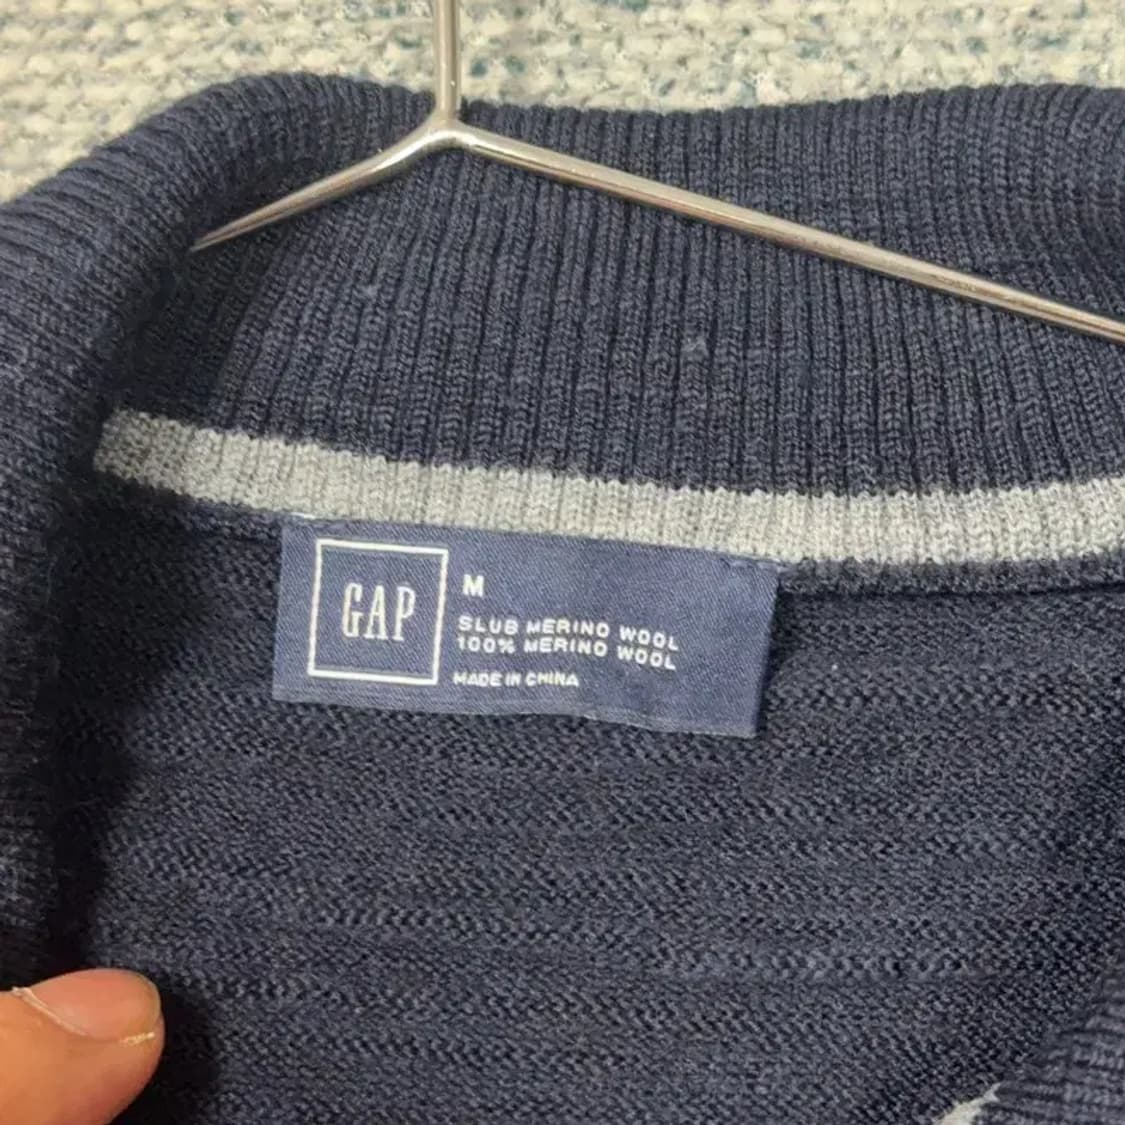 GAP
M
SLUB MERINO WOOL
100% MERINO WOOL
MADE IN CHINA